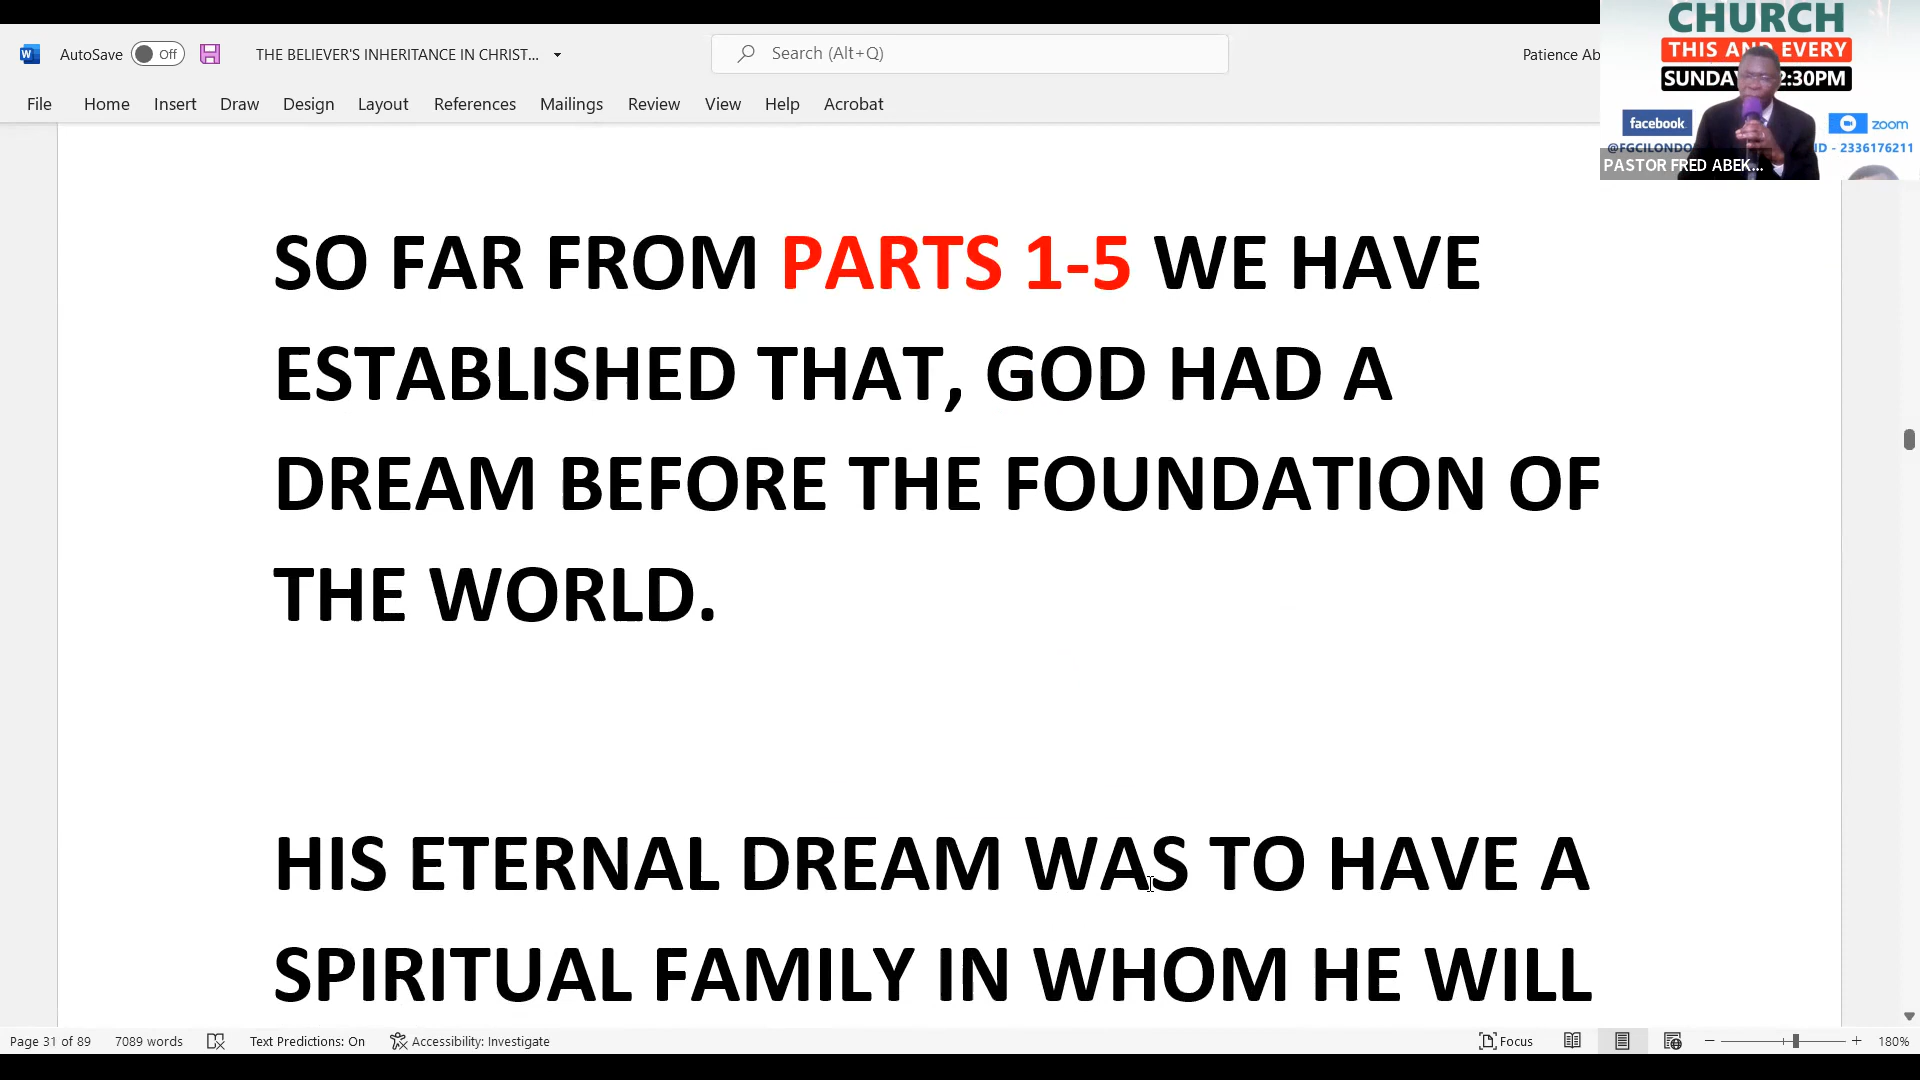 AutoSave Off THE BELIEVER'S INHERITANCE IN CHRIST... Search (Alt+Q) Patience Ab
File Home Insert Draw Design Layout References Mailings Review View Help Acrobat
CHURCH
THIS AND EVERY
SUNDAY 2:30PM
facebook zoom
@FGCILONDO ID - 2336176211
PASTOR FRED ABEK...
SO FAR FROM PARTS 1-5 WE HAVE
ESTABLISHED THAT, GOD HAD A
DREAM BEFORE THE FOUNDATION OF
THE WORLD.
HIS ETERNAL DREAM WAS TO HAVE A
SPIRITUAL FAMILY IN WHOM HE WILL
Page 31 of 89 7089 words Text Predictions: On Accessibility: Investigate Focus 180%